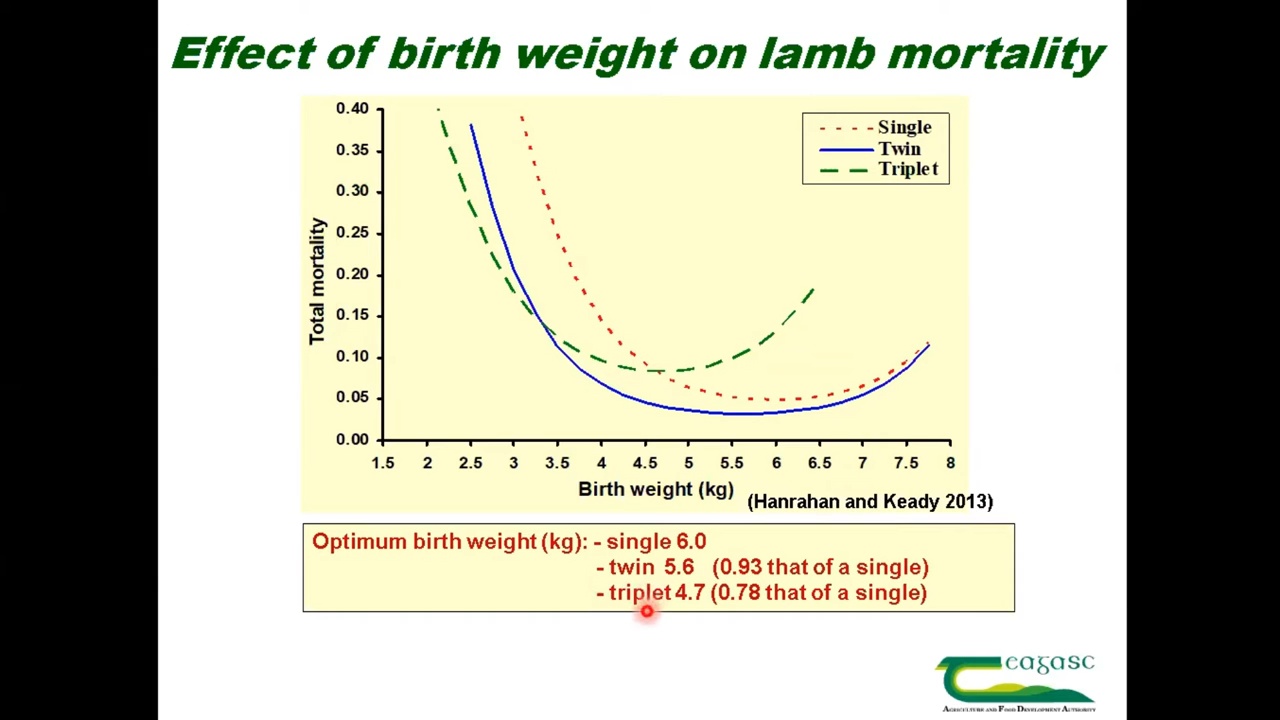 Effect of birth weight on lamb mortality
0.40
0.35
0.30
0.25
0.20
0.15
0.10
0.05
0.00
Total mortality
Single
Twin
Triplet
1.5 2 2.5 3 3.5 4 4.5 5 5.5 6 6.5 7 7.5 8
Birth weight (kg)
(Hanrahan and Keady 2013)
Optimum birth weight (kg): - single 6.0
- twin 5.6 (0.93 that of a single)
- triplet 4.7 (0.78 that of a single)
eagasc
AGRICULTURE AND FOOD DEVELOPMENT AUTHORITY